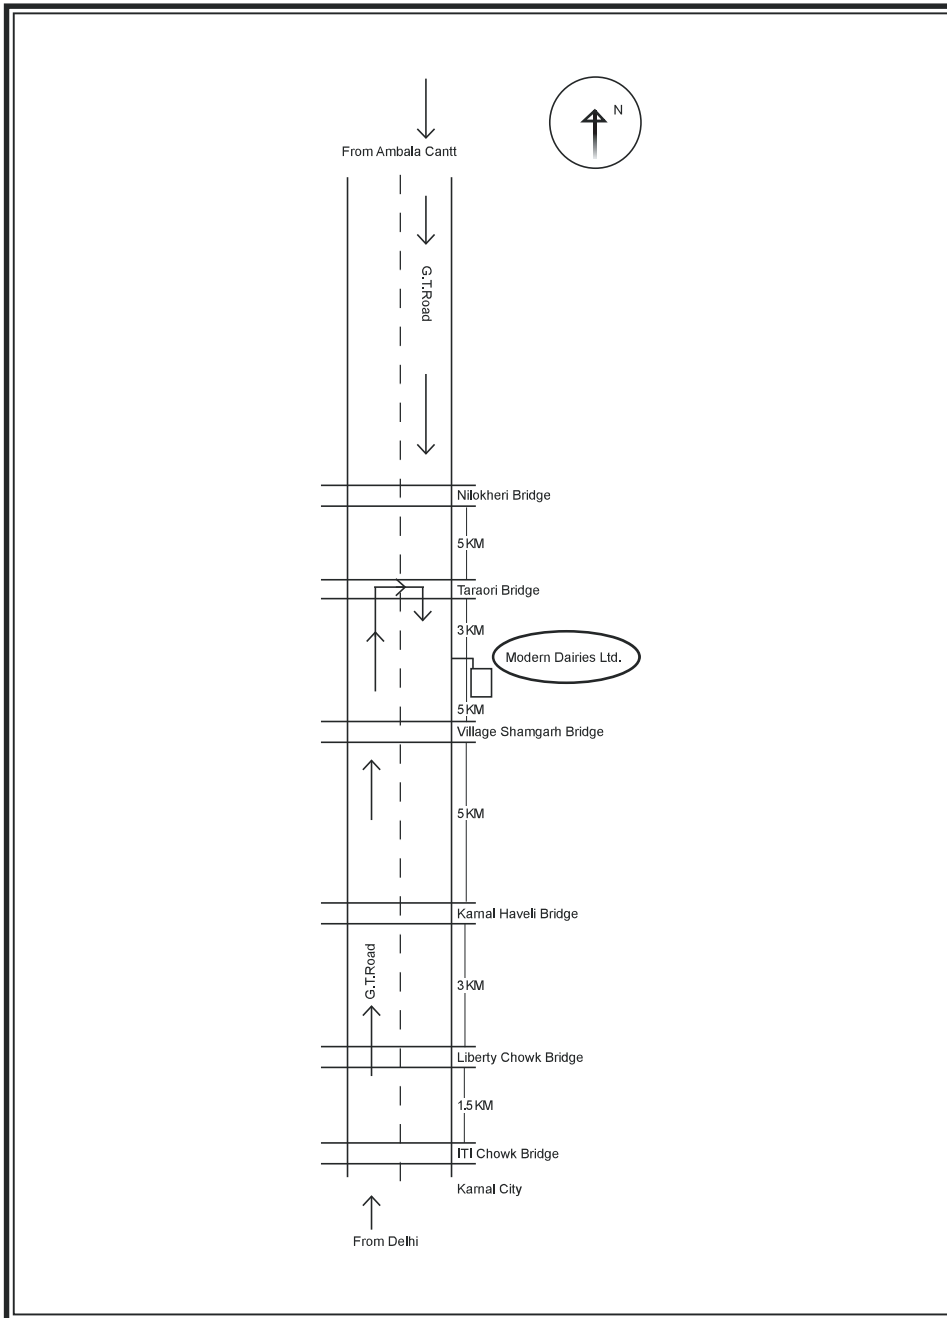 N
From Ambala Cantt
G.T.Road
Nilokheri Bridge
5 KM
Taraori Bridge
3 KM
Modern Dairies Ltd.
5 KM
Village Shamgarh Bridge
5 KM
Karnal Haveli Bridge
G.T.Road
3 KM
Liberty Chowk Bridge
1.5 KM
ITI Chowk Bridge
Karnal City
From Delhi